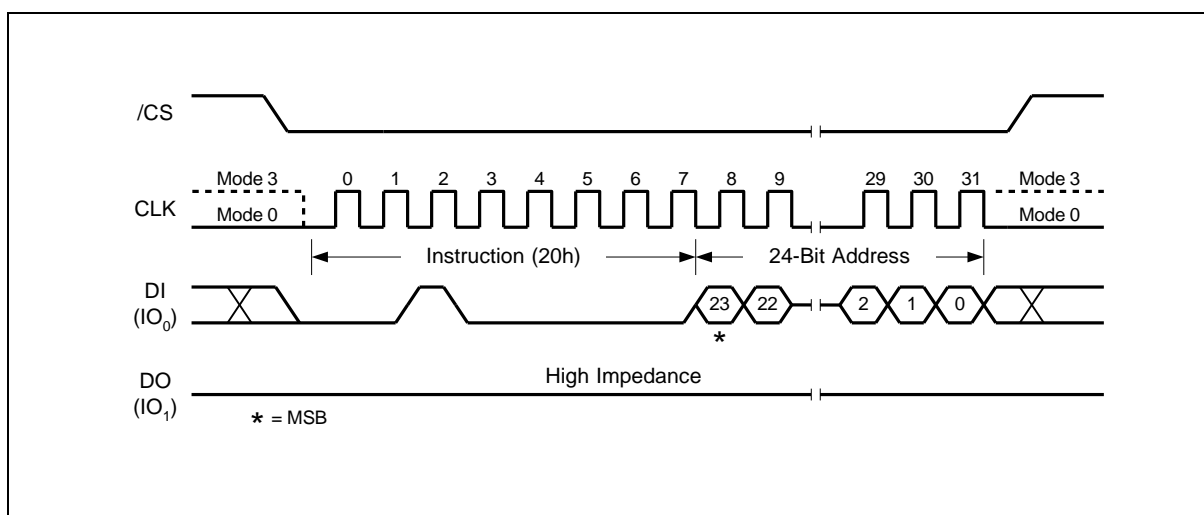 /CS
Mode 3 0 1 2 3 4 5 6 7 8 9 29 30 31 Mode 3
CLK
Mode 0 Mode 0
Instruction (20h) 24-Bit Address
DI
(IO₀)
23 22 2 1 0
*
High Impedance
DO
(IO₁)
* = MSB